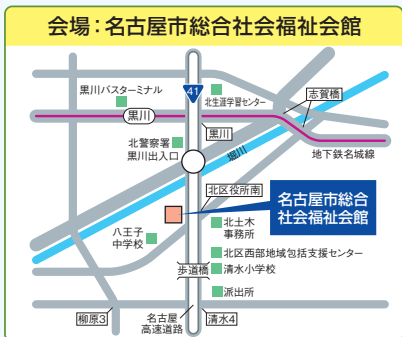 会場：名古屋市総合社会福祉会館
黒川バスターミナル
41
北生涯学習センター
志賀橋
黒川
黒川
北警察署
黒川出入口
堀川
地下鉄名城線
北区役所南
名古屋市総合
社会福祉会館
八王子
中学校
北土木
事務所
北区西部地域包括支援センター
歩道橋
清水小学校
派出所
柳原3
名古屋
高速道路
清水4